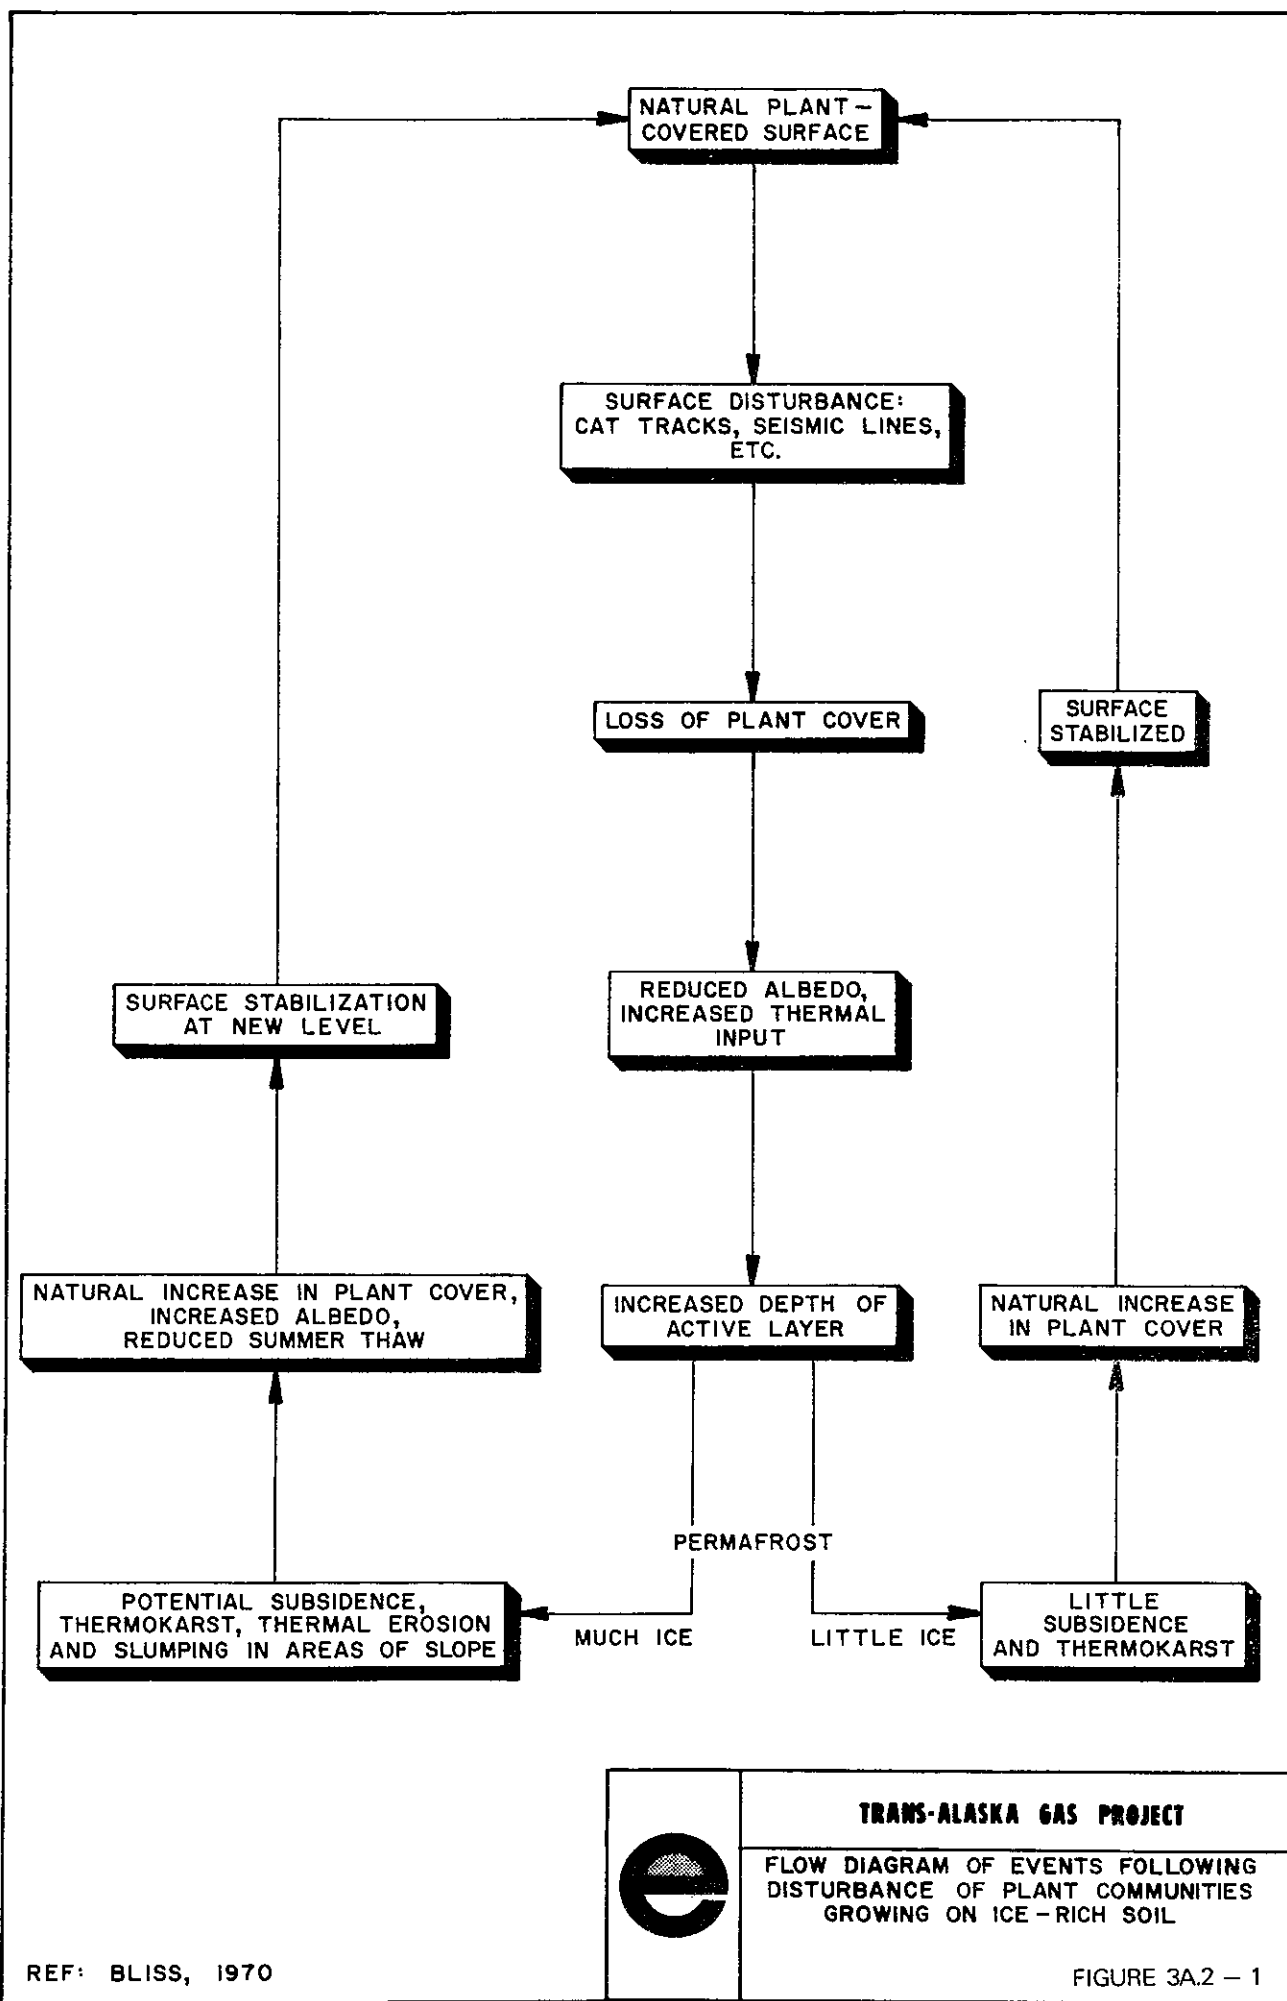 NATURAL PLANT –
COVERED SURFACE
SURFACE DISTURBANCE:
CAT TRACKS, SEISMIC LINES,
ETC.
LOSS OF PLANT COVER
SURFACE
STABILIZED
SURFACE STABILIZATION
AT NEW LEVEL
REDUCED ALBEDO,
INCREASED THERMAL
INPUT
NATURAL INCREASE IN PLANT COVER,
INCREASED ALBEDO,
REDUCED SUMMER THAW
INCREASED DEPTH OF
ACTIVE LAYER
NATURAL INCREASE
IN PLANT COVER
PERMAFROST
POTENTIAL SUBSIDENCE,
THERMOKARST, THERMAL EROSION
AND SLUMPING IN AREAS OF SLOPE
MUCH ICE
LITTLE ICE
LITTLE
SUBSIDENCE
AND THERMOKARST
TRANS-ALASKA GAS PROJECT
FLOW DIAGRAM OF EVENTS FOLLOWING
DISTURBANCE OF PLANT COMMUNITIES
GROWING ON ICE – RICH SOIL
REF: BLISS, 1970
FIGURE 3A.2 – 1